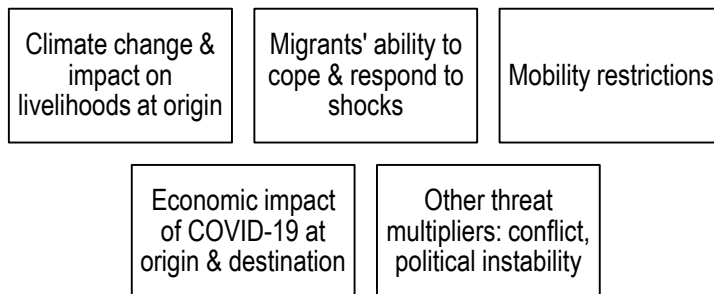 Climate change &
impact on
livelihoods at origin
Migrants' ability to
cope & respond to
shocks
Mobility restrictions
Economic impact
of COVID-19 at
origin & destination
Other threat
multipliers: conflict,
political instability